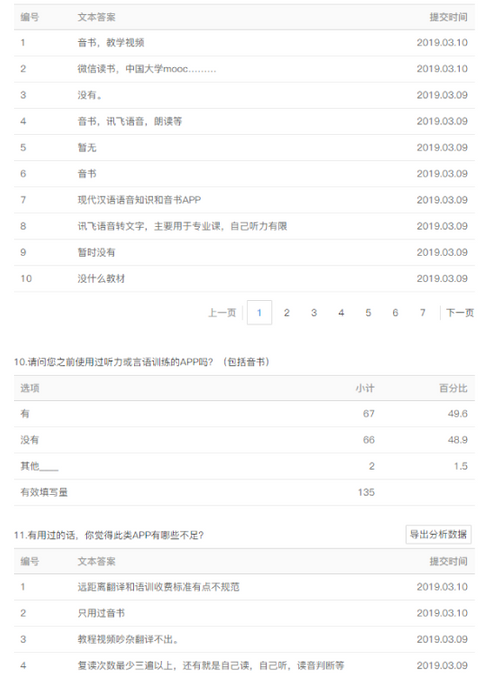 编号 文本答案 提交时间
1 音书，教学视频 2019.03.10
2 微信读书，中国大学mooc……… 2019.03.10
3 没有。 2019.03.09
4 音书，讯飞语音，朗读等 2019.03.09
5 暂无 2019.03.09
6 音书 2019.03.09
7 现代汉语语音知识和音书APP 2019.03.09
8 讯飞语音转文字，主要用于专业课，自己听力有限 2019.03.09
9 暂时没有 2019.03.09
10 没什么教材 2019.03.09
上一页 1 2 3 4 5 6 7 下一页
10.请问您之前使用过听力或言语训练的APP吗？（包括音书）
选项 小计 百分比
有 67 49.6
没有 66 48.9
其他____ 2 1.5
有效填写量 135
11.有用过的话，你觉得此类APP有哪些不足？ 导出分析数据
编号 文本答案 提交时间
1 远距离翻译和语训收费标准有点不规范 2019.03.10
2 只用过音书 2019.03.10
3 教程视频吵杂翻译不出。 2019.03.09
4 复读次数最少三遍以上，还有就是自己读，自己听，读音判断等 2019.03.09